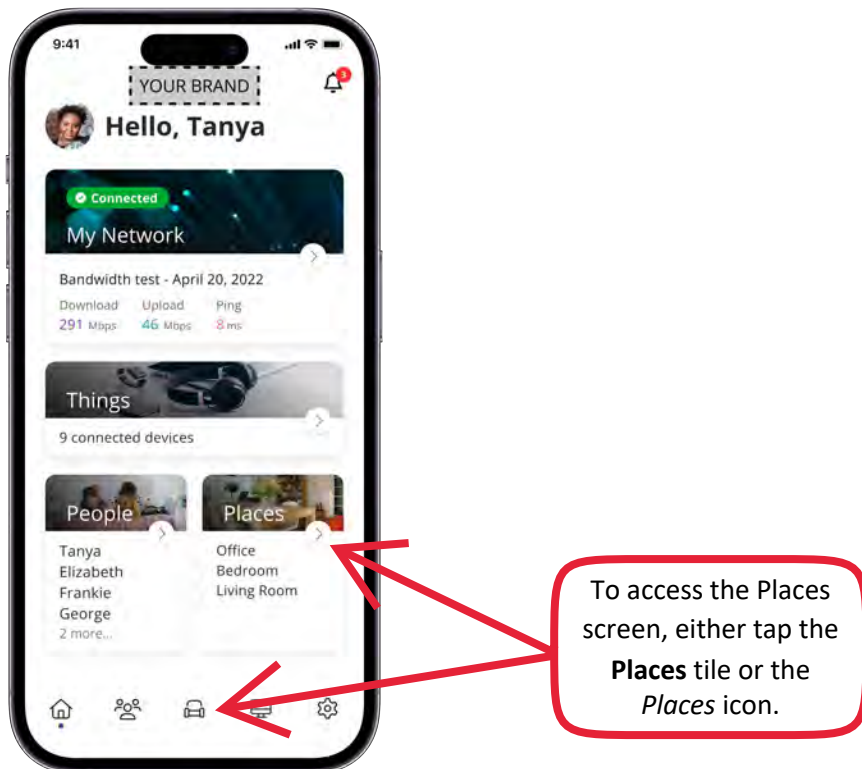 9:41
YOUR BRAND
3
Hello, Tanya
Connected
My Network
Bandwidth test - April 20, 2022
Download Upload Ping
291 Mbps 46 Mbps 8 ms
Things
9 connected devices
People
Tanya
Elizabeth
Frankie
George
2 more...
Places
Office
Bedroom
Living Room
To access the Places
screen, either tap the
Places tile or the
Places icon.